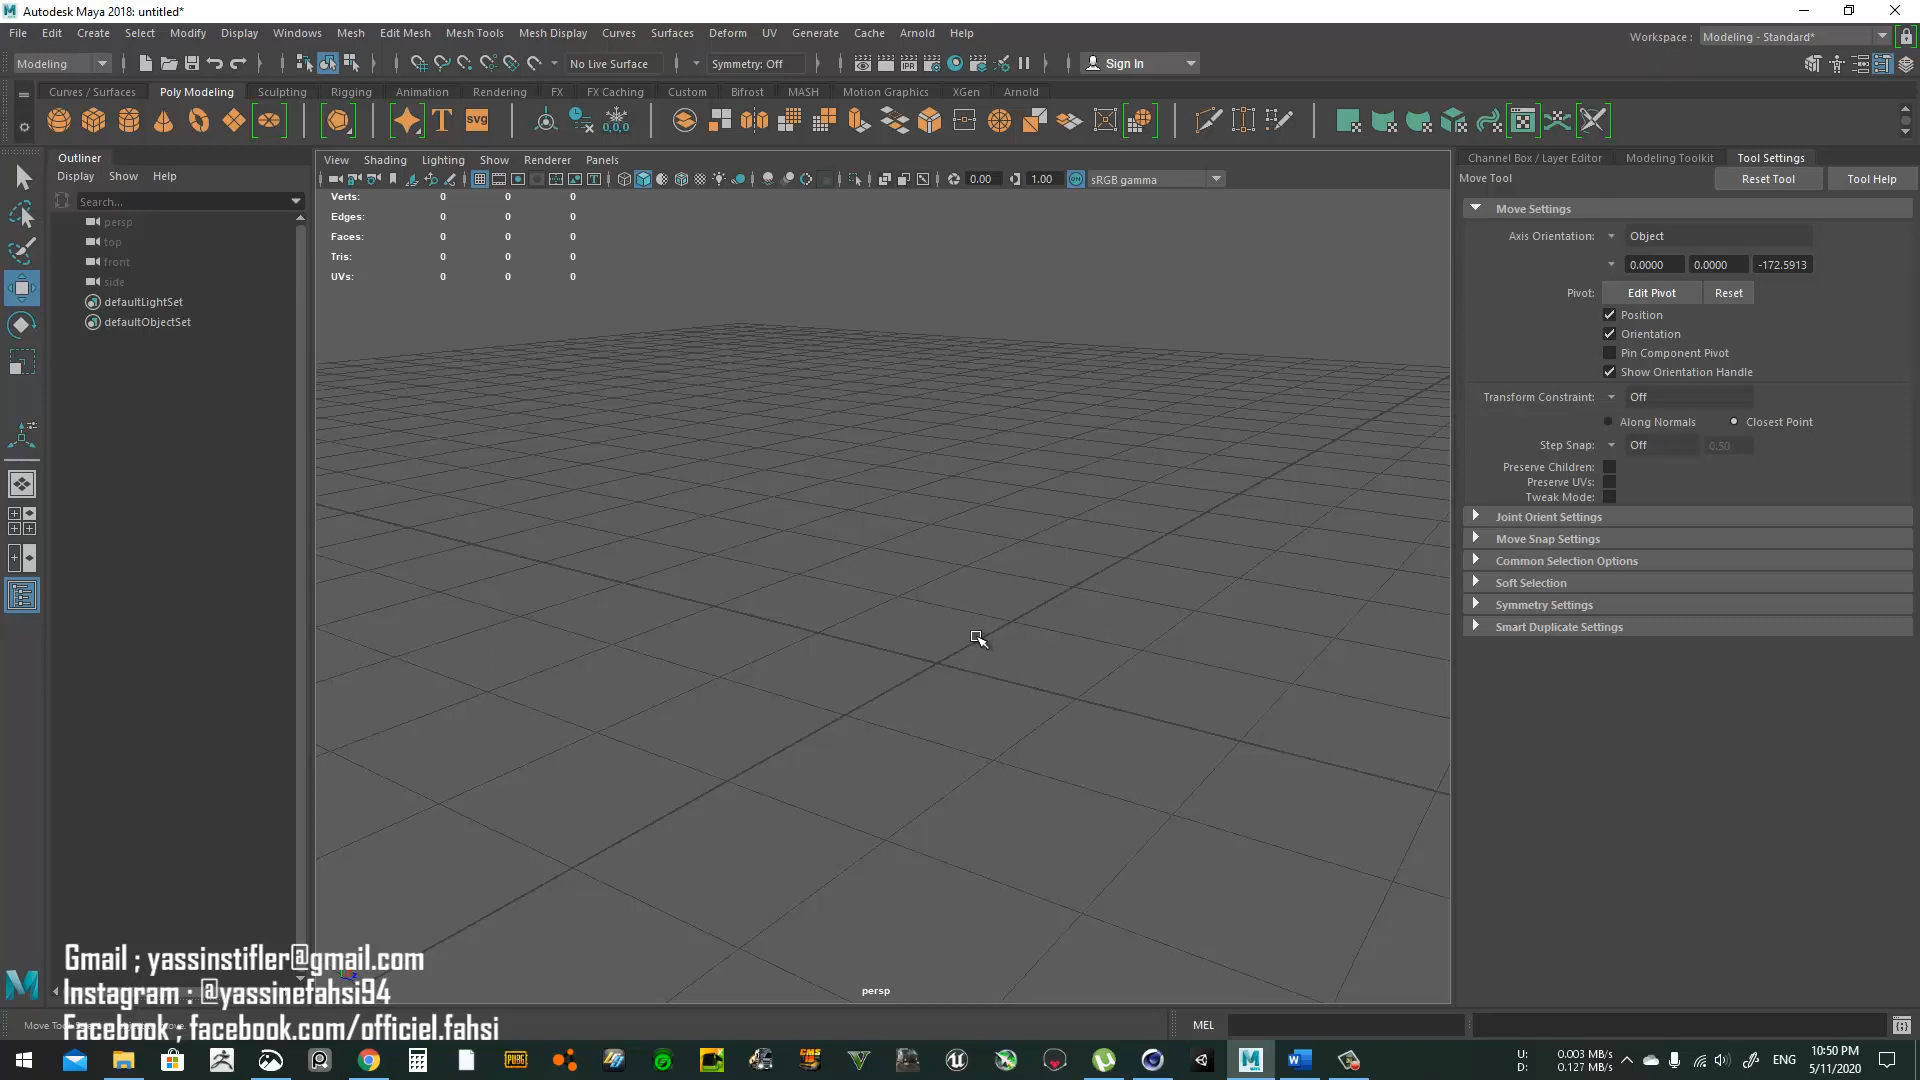 Autodesk Maya 2018: untitled*
File Edit Create Select Modify Display Windows Mesh Edit Mesh Mesh Tools Mesh Display Curves Surfaces Deform UV Generate Cache Arnold Help
Workspace : Modeling - Standard*
Modeling No Live Surface Symmetry: Off Sign In
Curves / Surfaces Poly Modeling Sculpting Rigging Animation Rendering FX FX Caching Custom Bifrost MASH Motion Graphics XGen Arnold
T svg 0,0,0
Outliner
Display Show Help
Search...
persp
top
front
side
defaultLightSet
defaultObjectSet
View Shading Lighting Show Renderer Panels
0.00 1.00 ON sRGB gamma
Verts: 0 0 0
Edges: 0 0 0
Faces: 0 0 0
Tris: 0 0 0
UVs: 0 0 0
persp
Channel Box / Layer Editor Modeling Toolkit Tool Settings
Move Tool Reset Tool Tool Help
Move Settings
Axis Orientation: Object
0.0000 0.0000 -172.5913
Pivot: Edit Pivot Reset
Position
Orientation
Pin Component Pivot
Show Orientation Handle
Transform Constraint: Off
Along Normals Closest Point
Step Snap: Off 0.50
Preserve Children:
Preserve UVs:
Tweak Mode:
Joint Orient Settings
Move Snap Settings
Common Selection Options
Soft Selection
Symmetry Settings
Smart Duplicate Settings
Gmail ; yassinstifler@gmail.com
Instagram : @yassinefahsi94
Facebook ; facebook.com/officiel.fahsi
MEL
U: 0.003 MB/s
D: 0.127 MB/s
ENG
10:50 PM
5/11/2020